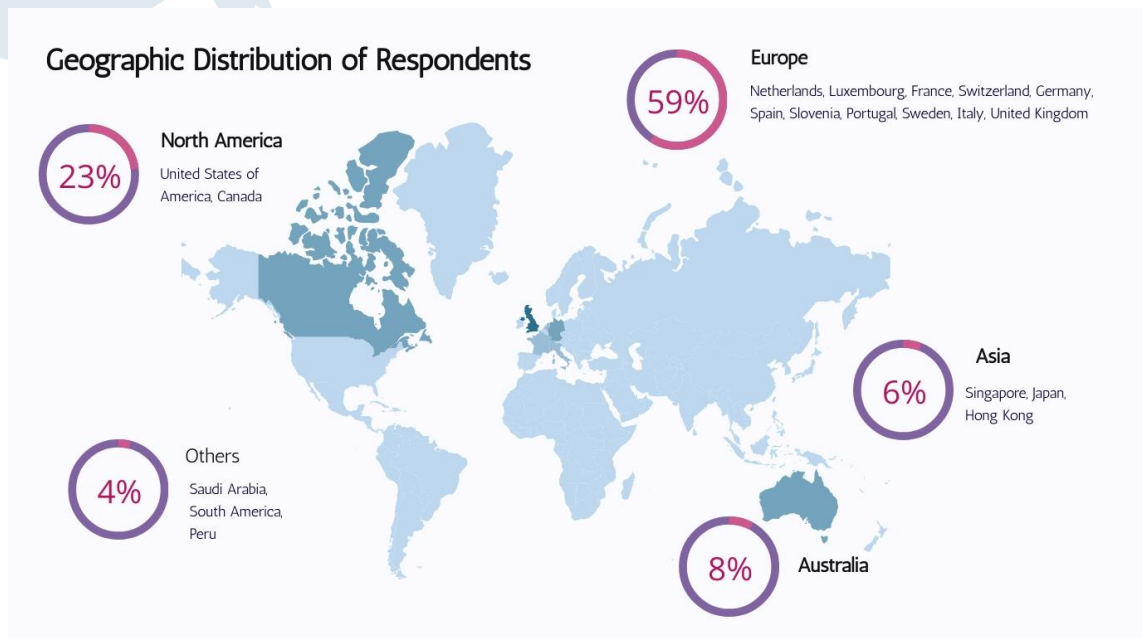 Geographic Distribution of Respondents
59%
Europe
Netherlands, Luxembourg, France, Switzerland, Germany,
Spain, Slovenia, Portugal, Sweden, Italy, United Kingdom
23%
North America
United States of
America, Canada
6%
Asia
Singapore, Japan,
Hong Kong
4%
Others
Saudi Arabia,
South America,
Peru
8%
Australia